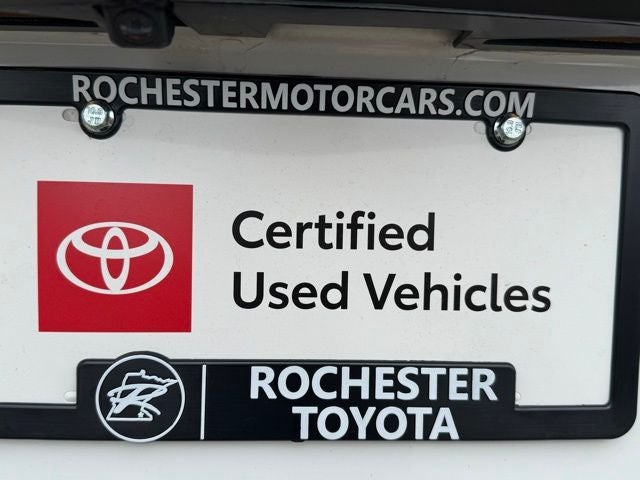 ROCHESTERMOTORCARS.COM
Certified
Used Vehicles
ROCHESTER
TOYOTA